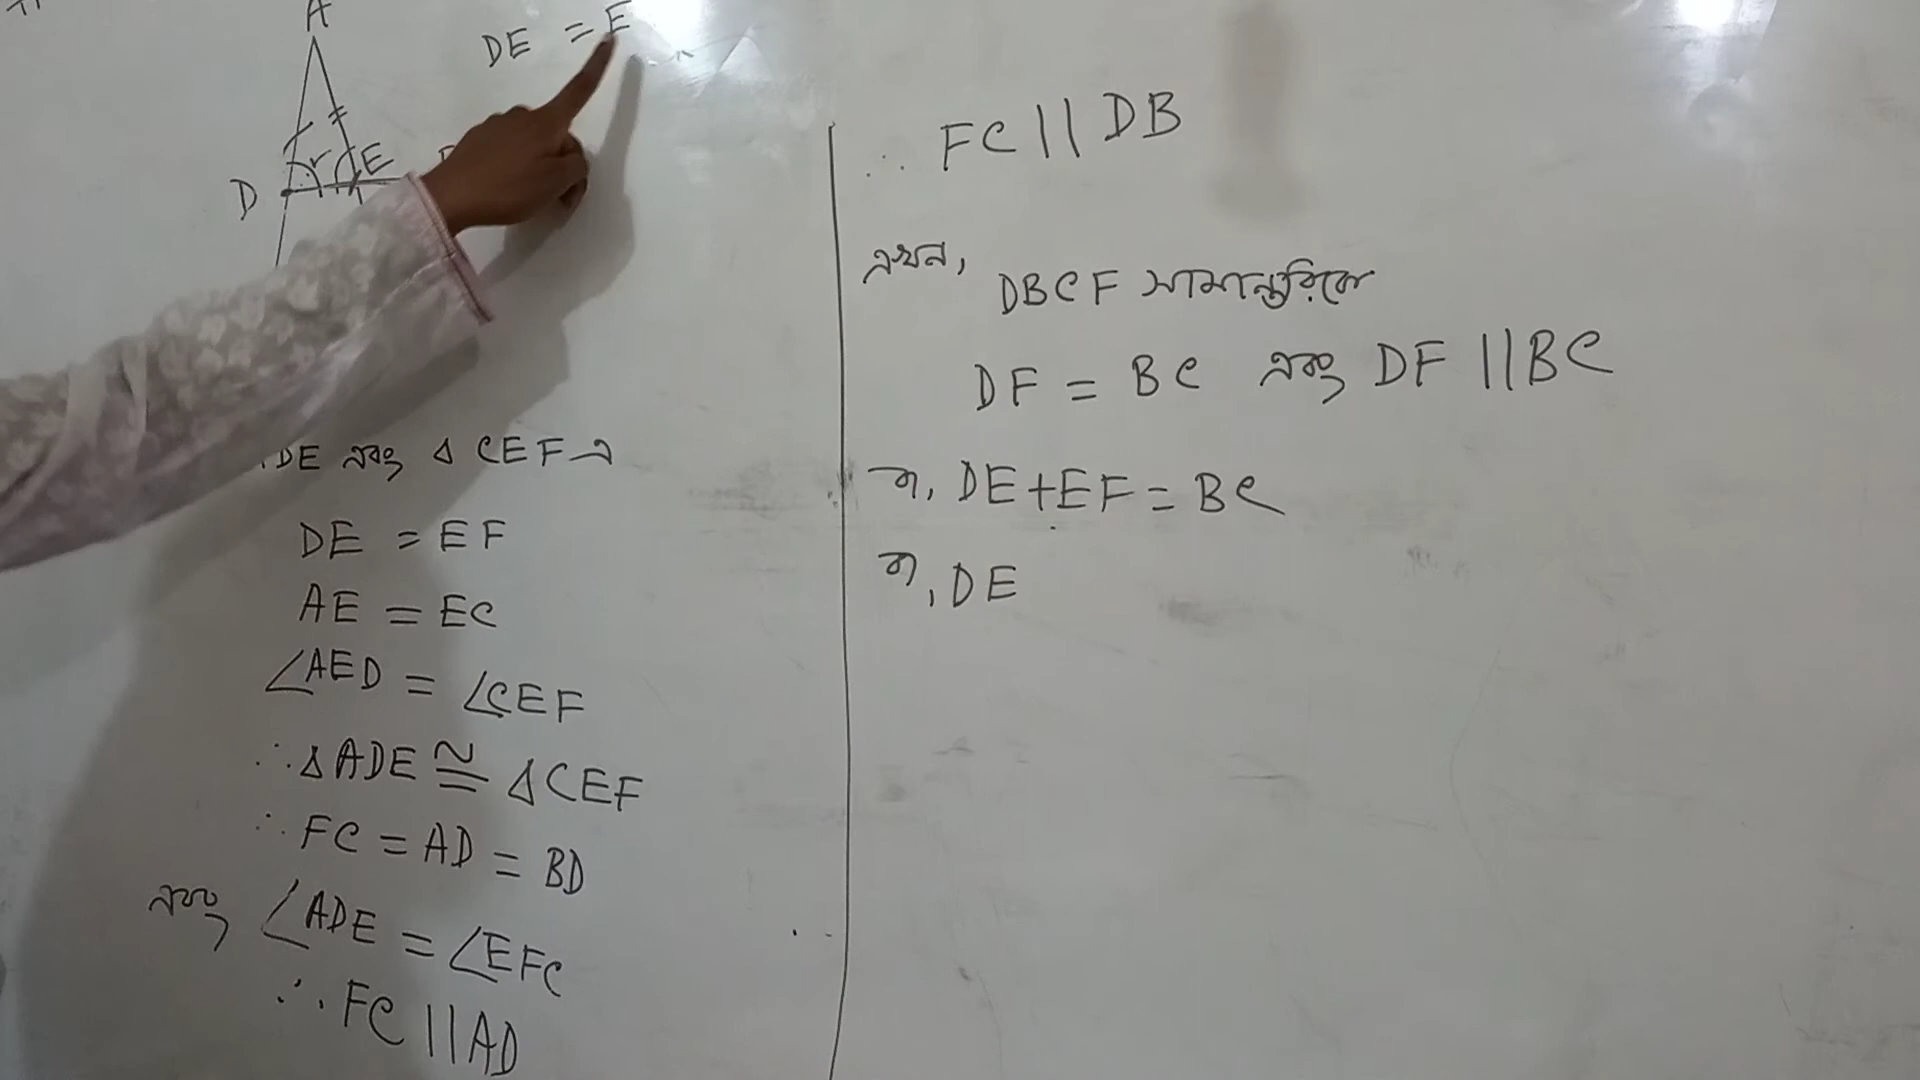 A
DE = E
E
D
DE এবং Δ CEF এ
DE = EF
AE = EC
∠AED = ∠CEF
∴ Δ ADE ≅ Δ CEF
∴ FC = AD = BD
এবং ∠ADE = ∠EFC
∴ FC || AD
∴ FC || DB
এখন,
DBCF সামান্তরিকে
DF = BC এবং DF || BC
বা, DE + EF = BC
বা, DE